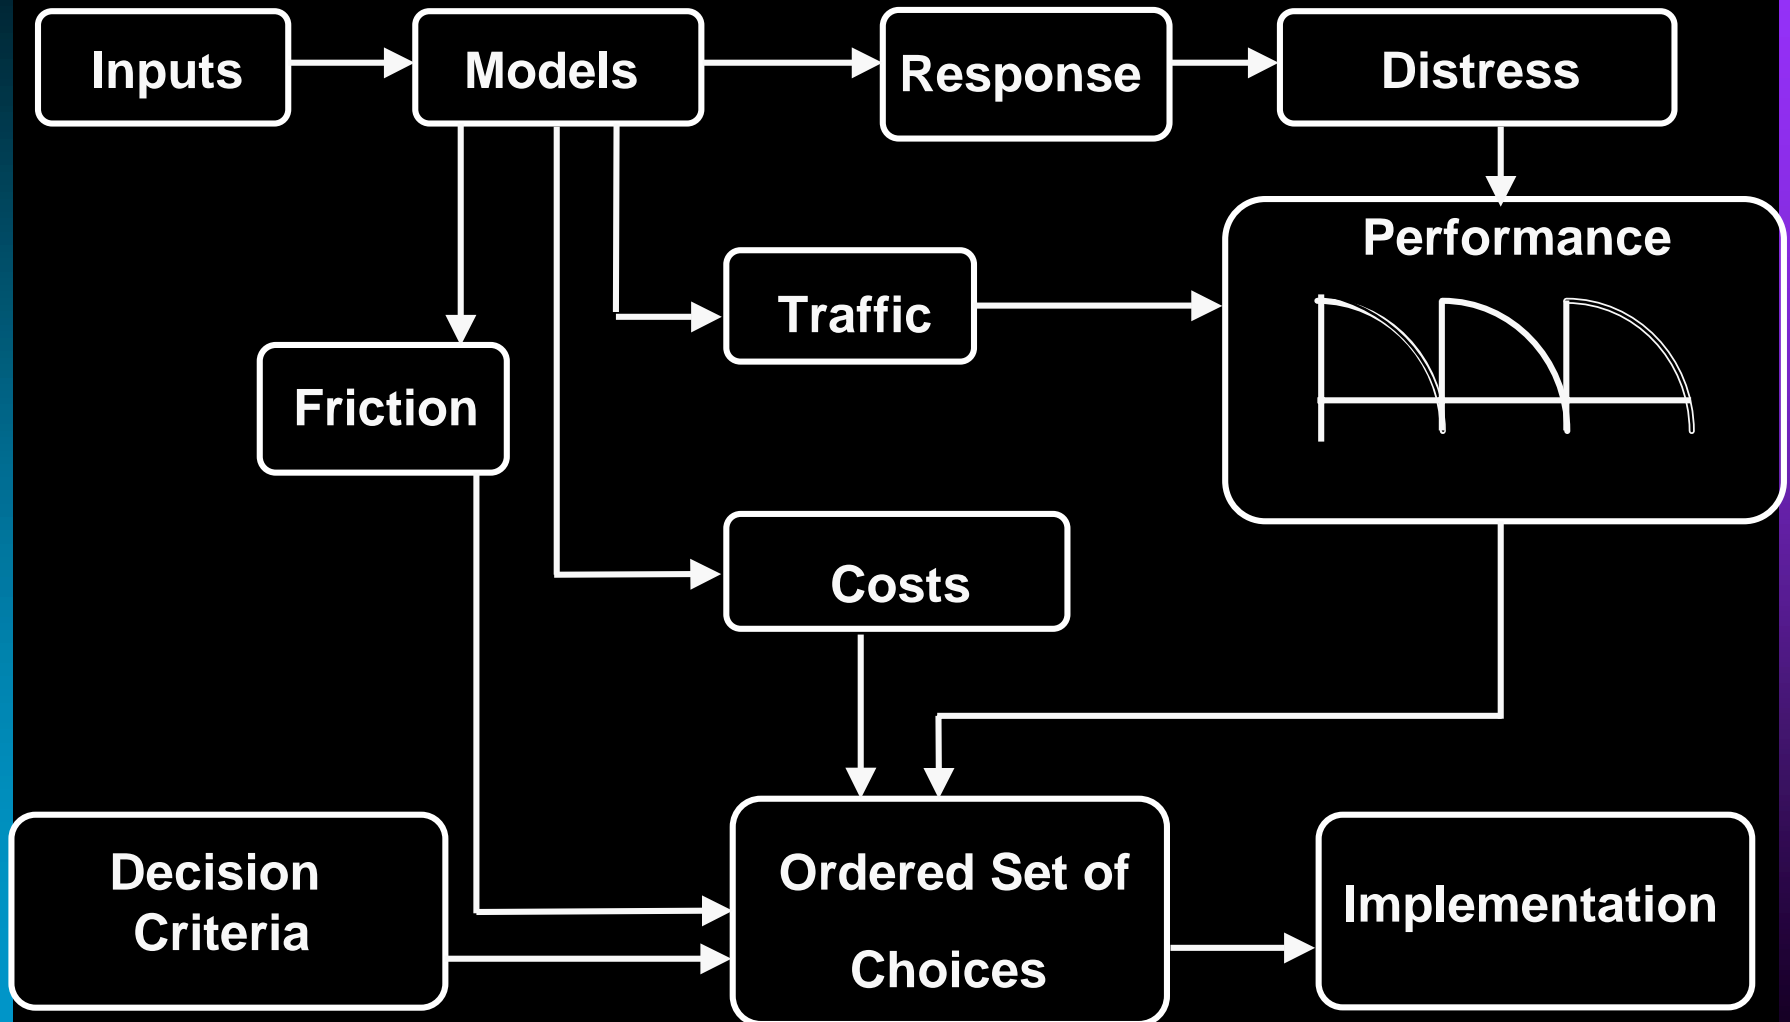 Inputs
Models
Response
Distress
Performance
Traffic
Friction
Costs
Decision
Criteria
Ordered Set of
Choices
Implementation